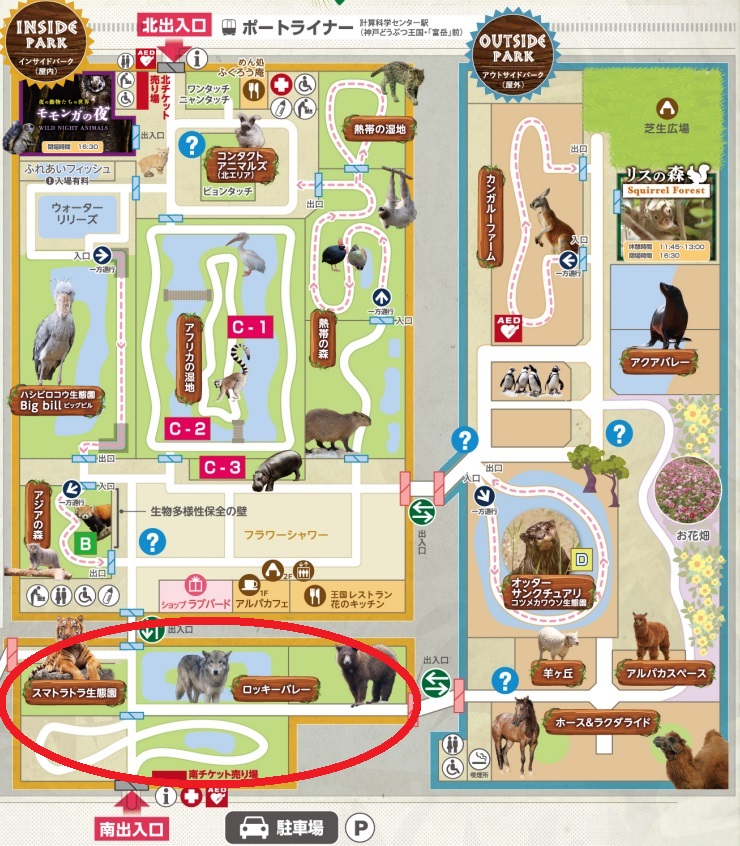 INSIDE
PARK
インサイドパーク
(屋内)
北出入口
ポートライナー
計算科学センター駅
(神戸どうぶつ王国・「富岳」前)
OUTSIDE
PARK
アウトサイドパーク
(屋外)
AED
i
北チケット
売り場
ワンタッチ
ニャンタッチ
めん処
ふくろう庵
夜の動物たちの世界
モモンガの夜
WILD NIGHT ANIMALS
閉場時間 16:30
出入口
?
コンタクト
アニマルズ
(北エリア)
ピョンタッチ
熱帯の湿地
出口
芝生広場
カンガルーファーム
出口
入口
一方通行
AED
リスの森
Squirrel Forest
休憩時間 11:45~13:00
閉場時間 16:30
ふれあいフィッシュ
入場有料
ウォーター
リリーズ
入口
一方通行
ハシビロコウ生態園
Big bill ビッグビル
出口
アフリカの湿地
C-1
C-2
C-3
熱帯の森
一方通行
入口
アクアバレー
?
?
お花畑
アジアの森
入口
一方通行
B
出口
生物多様性保全の壁
?
フラワーシャワー
出入口
出口
入口
一方通行
D
オッター
サンクチュアリ
コツメカワウソ生態園
ショップ ラブバード
1F
アルパカカフェ
2F
王国レストラン
花のキッチン
出入口
スマトラトラ生態園
ロッキーバレー
出入口
?
羊ヶ丘
アルパカスペース
ホース&ラクダライド
喫煙所
南チケット売り場
i
AED
南出入口
駐車場
P